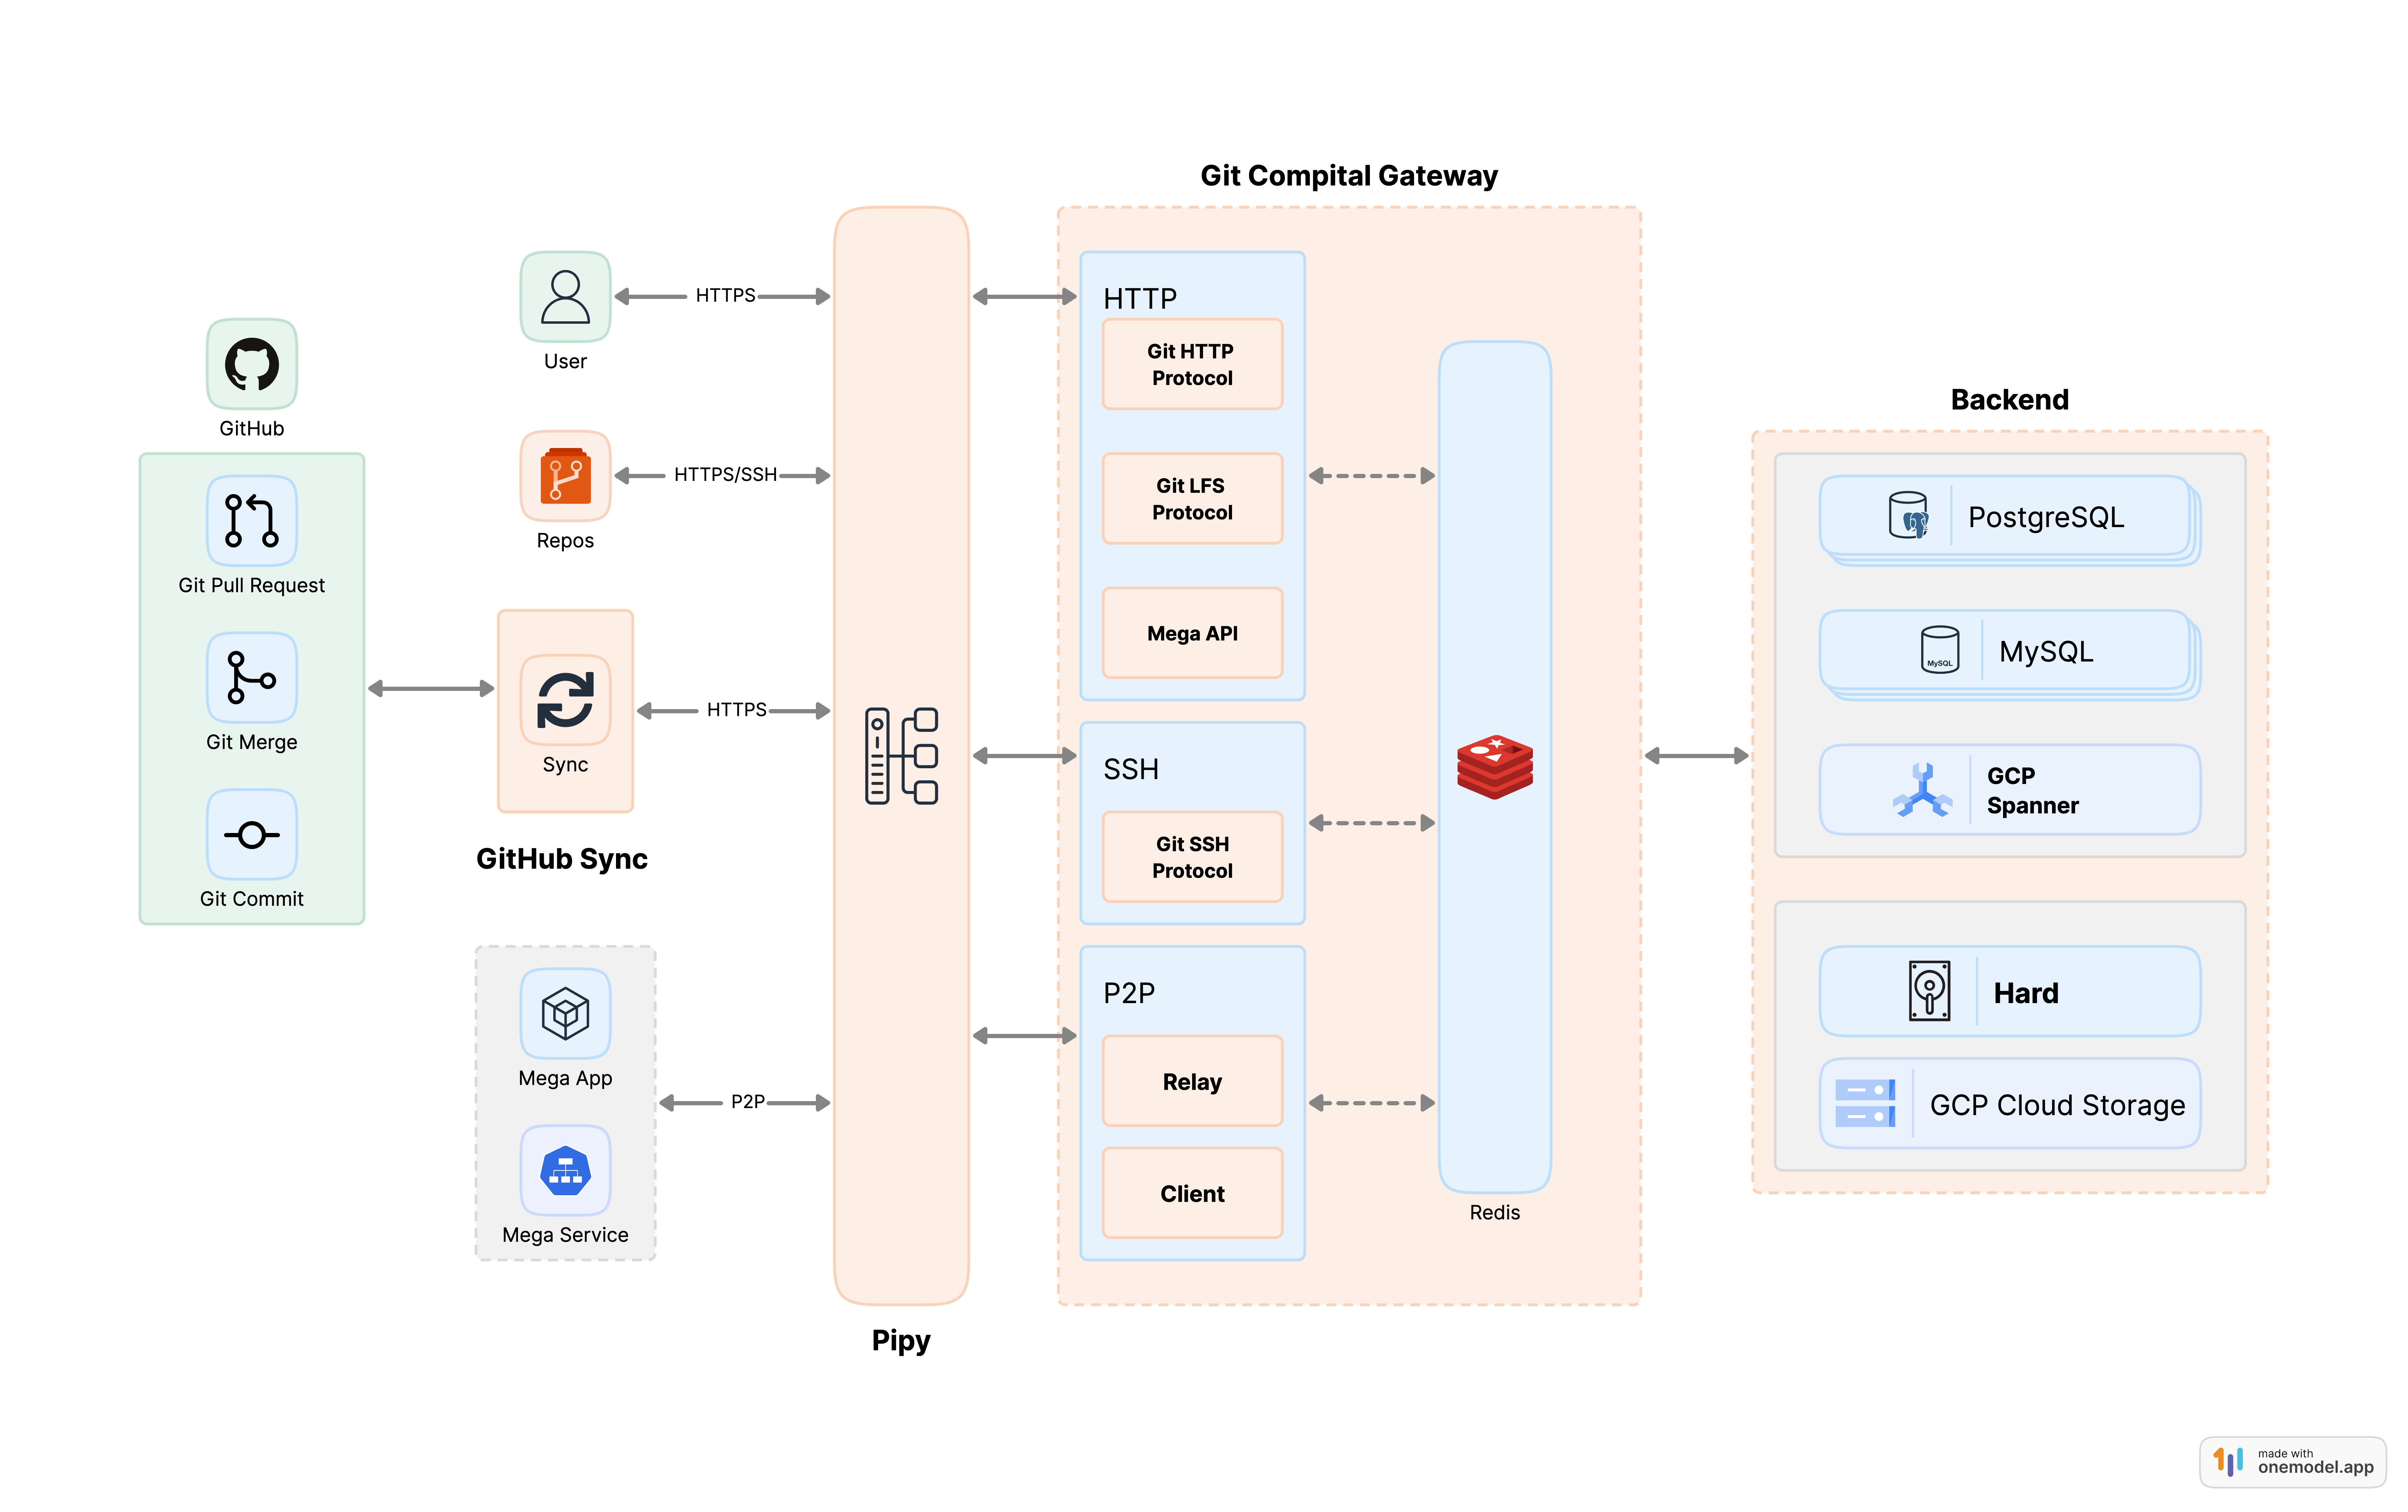 Git Compital Gateway
User
HTTPS
Repos
HTTPS/SSH
GitHub
Git Pull Request
Git Merge
Git Commit
Sync
HTTPS
GitHub Sync
Mega App
Mega Service
P2P
Pipy
HTTP
Git HTTP
Protocol
Git LFS
Protocol
Mega API
SSH
Git SSH
Protocol
P2P
Relay
Client
Redis
Backend
PostgreSQL
MySQL
MySQL
GCP
Spanner
Hard
GCP Cloud Storage
made with
onemodel.app